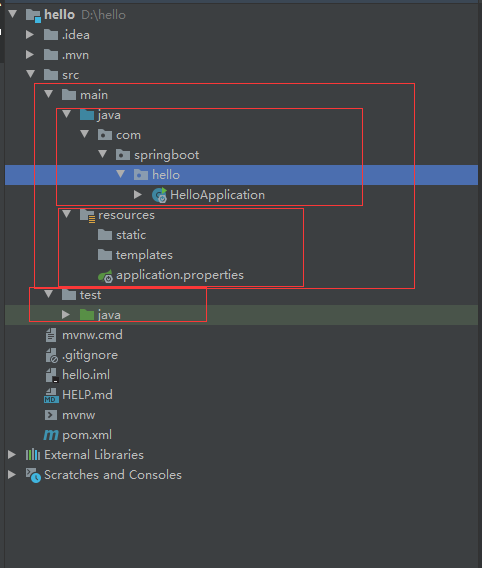 hello D:\hello
.idea
.mvn
src
main
java
com
springboot
hello
HelloApplication
resources
static
templates
application.properties
test
java
mvnw.cmd
.gitignore
hello.iml
HELP.md
mvnw
pom.xml
External Libraries
Scratches and Consoles